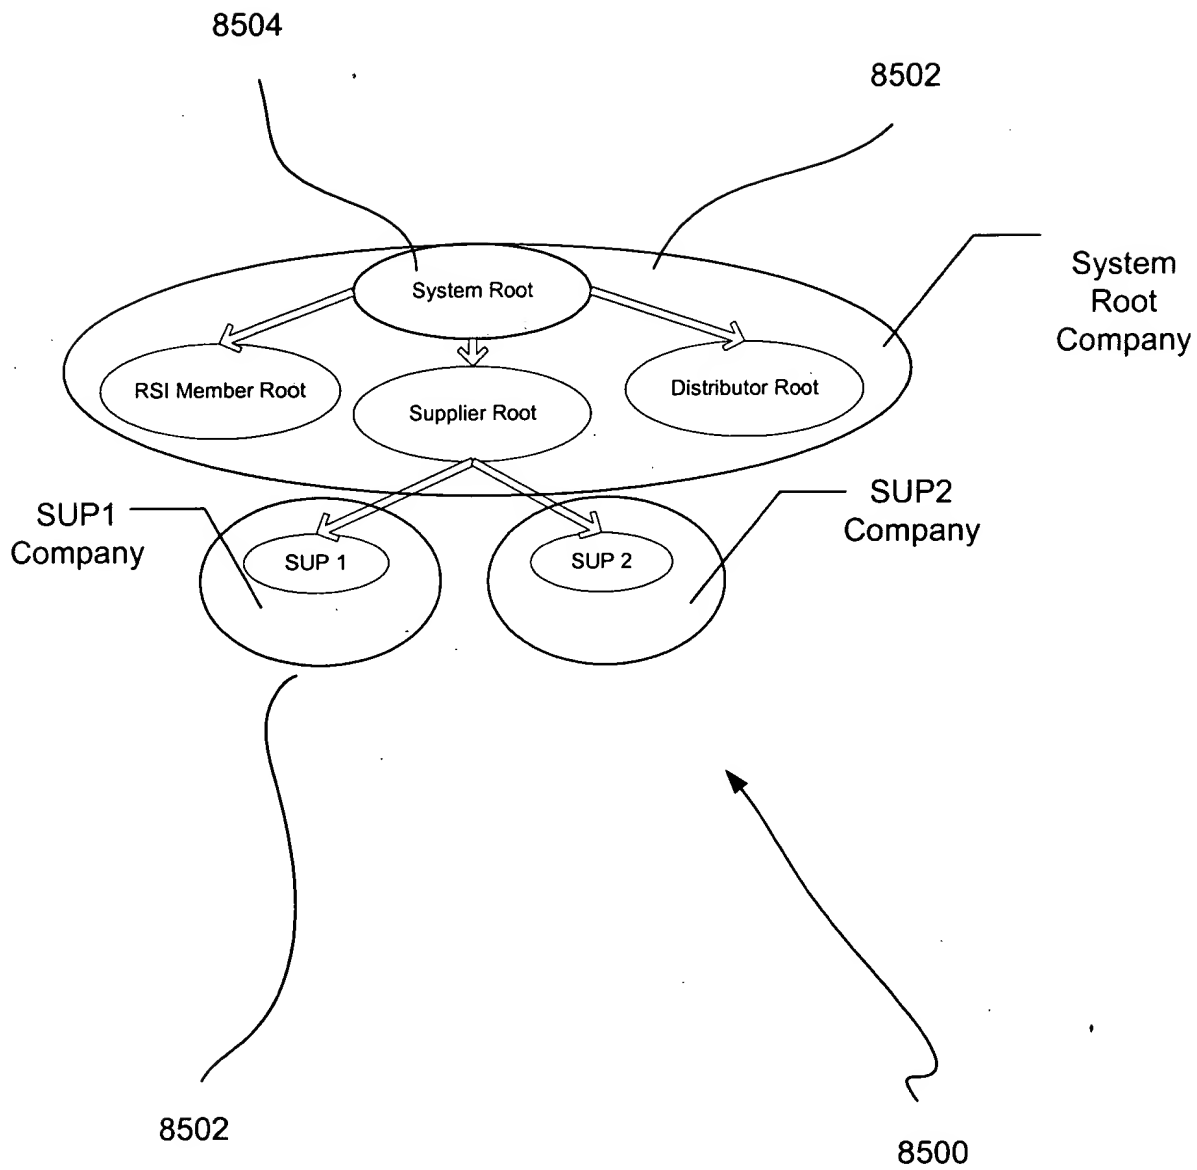 8504
8502
System Root
System
Root
Company
RSI Member Root
Supplier Root
Distributor Root
SUP1
Company
SUP2
Company
SUP 1
SUP 2
8502
8500